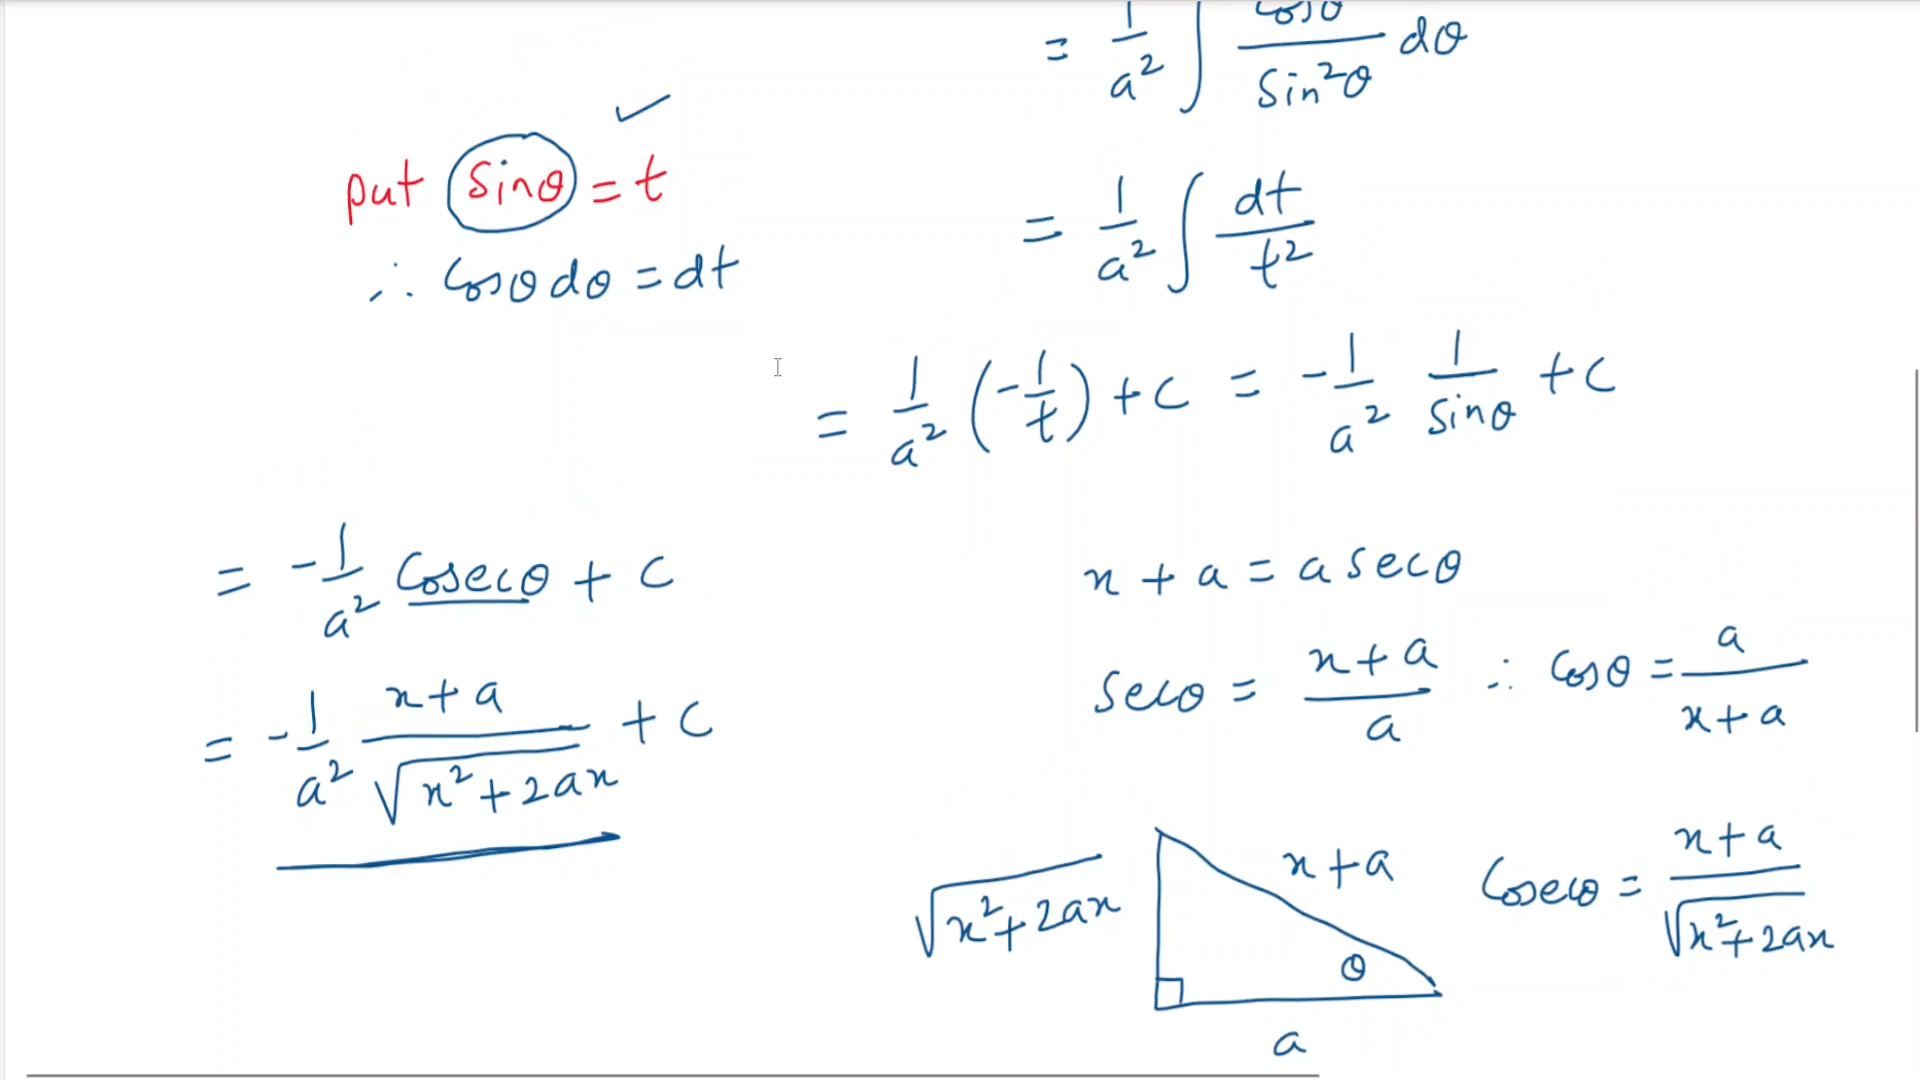 = 1/a² ∫ cosθ/sin²θ dθ
put sinθ = t
= 1/a² ∫ dt/t²
∴ cosθ dθ = dt
= 1/a² (-1/t) + c = -1/a² 1/sinθ + c
= -1/a² cosecθ + c
x + a = a secθ
secθ = x+a/a ∴ cosθ = a/x+a
= -1/a² x+a/√x²+2ax + c
√x²+2ax
x+a
cosecθ = x+a/√x²+2ax
θ
a